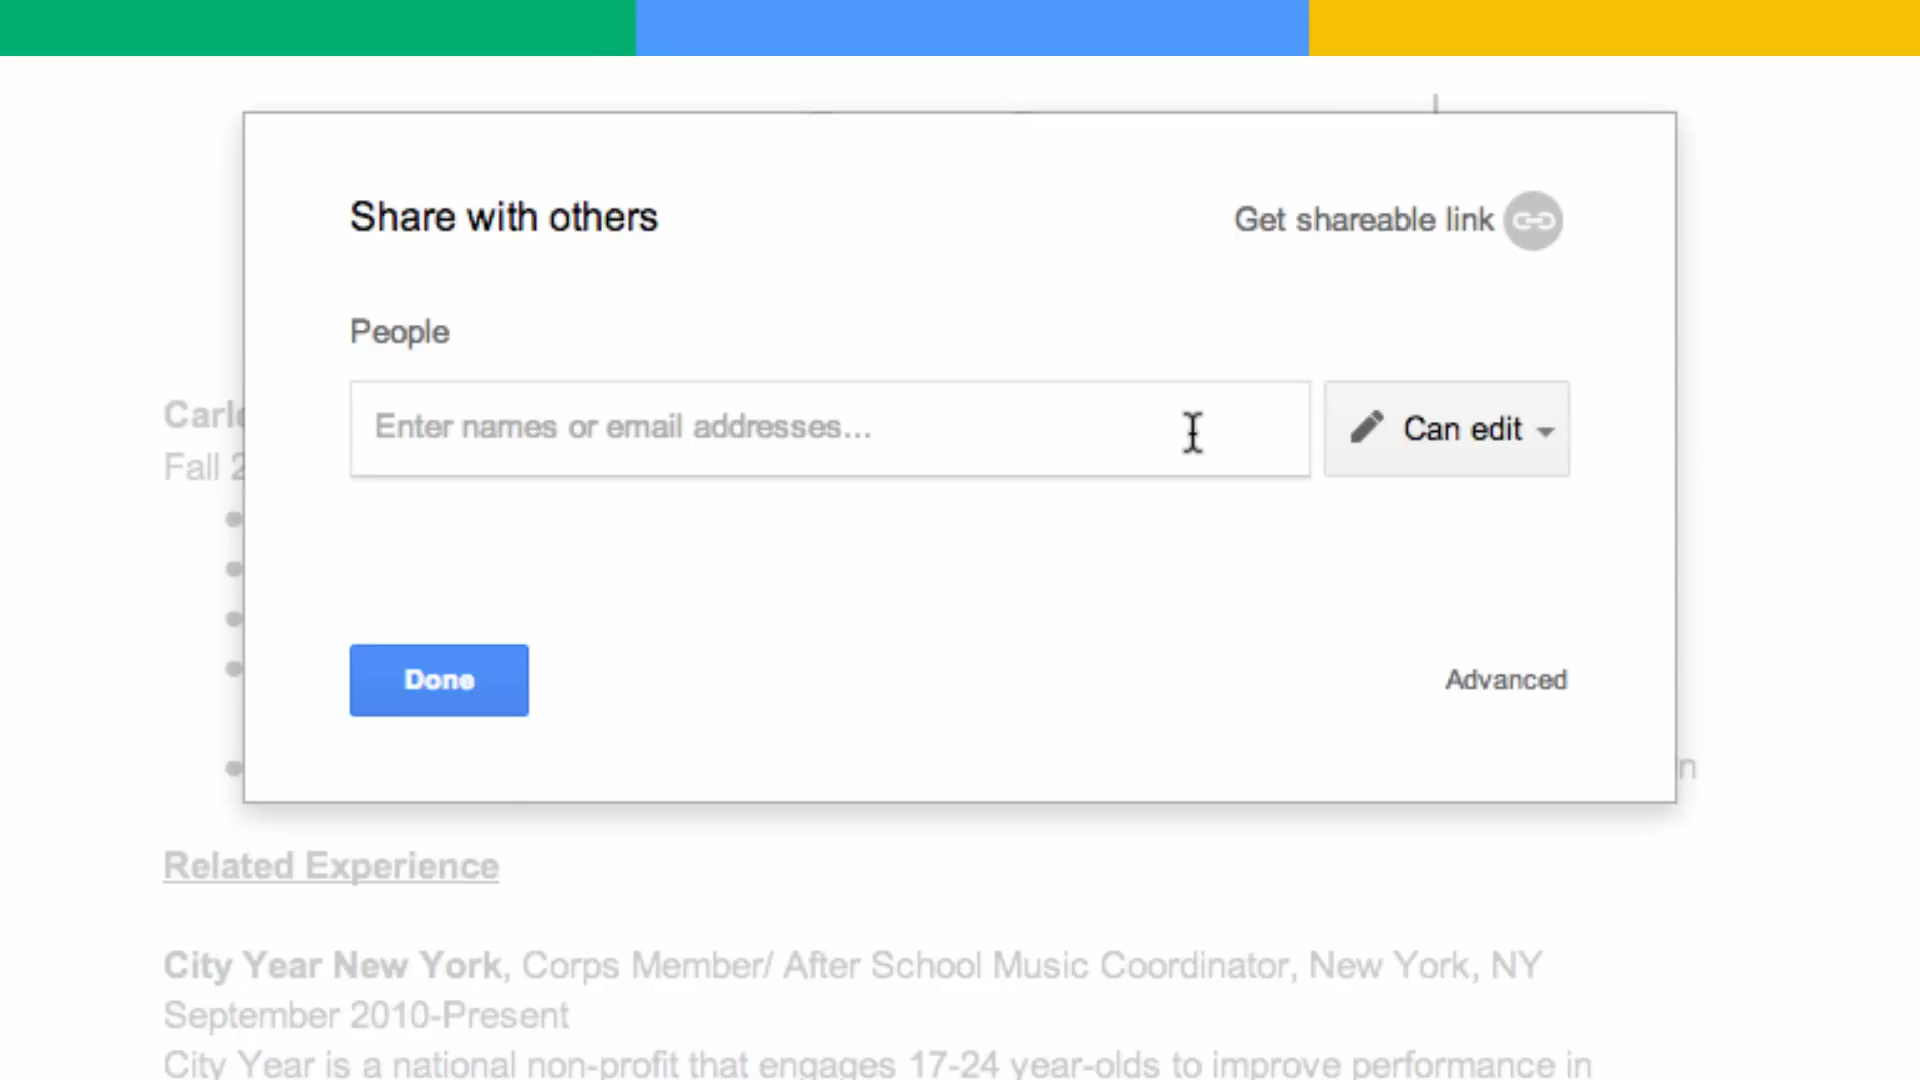 Share with others
Get shareable link
People
Enter names or email addresses...
Can edit
Fall 2
Done
Advanced
n
Related Experience
City Year New York, Corps Member/ After School Music Coordinator, New York, NY
September 2010-Present
City Year is a national non-profit that engages 17-24 year-olds to improve performance in